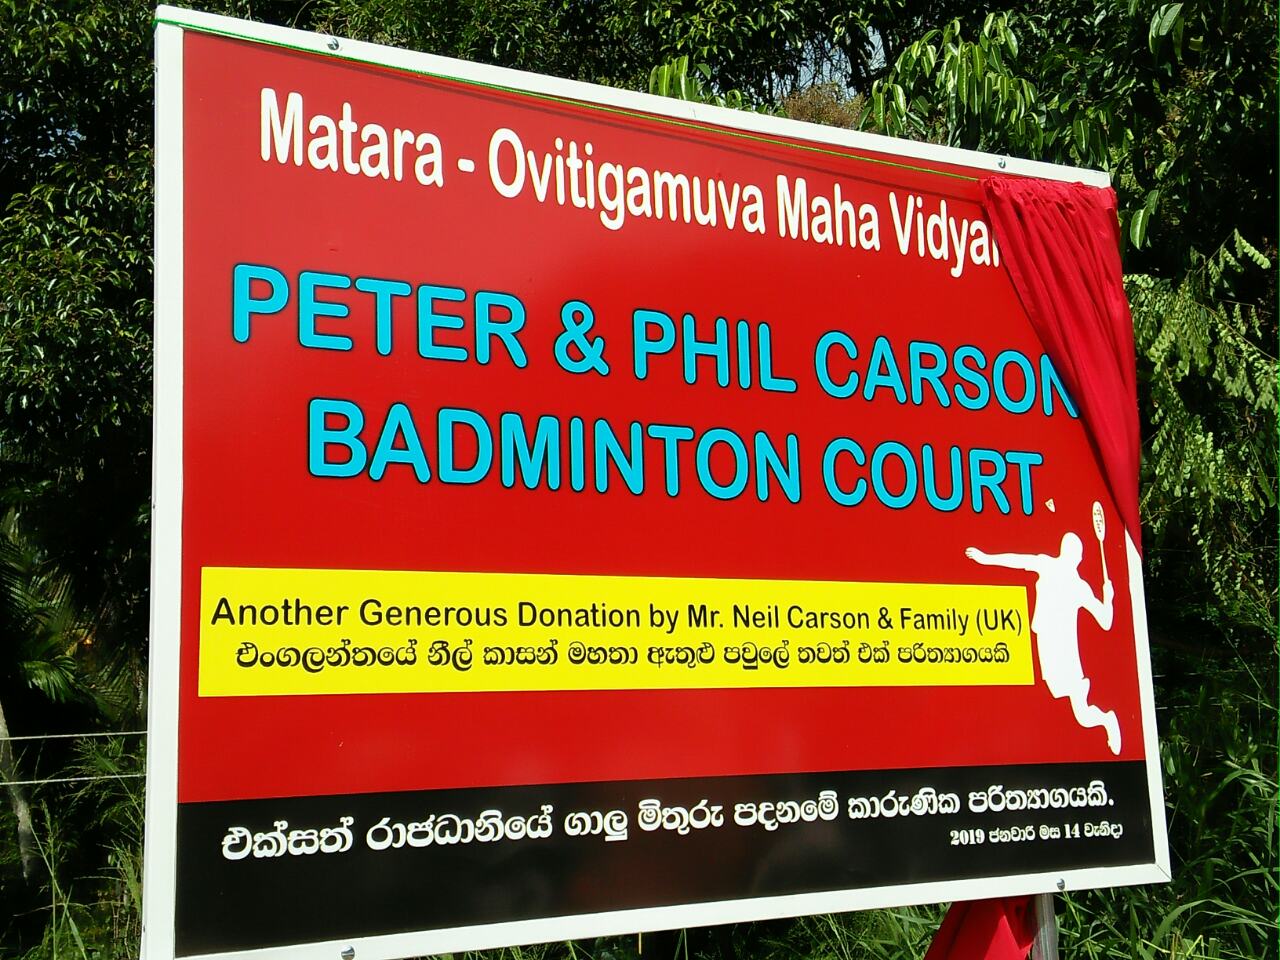 Matara - Ovitigamuva Maha
PETER & PHIL CARSON
BADMINTON COURT
Another Generous Donation by Mr. Neil Carson & Family (UK)
එංගලන්තයේ නීල් කාසන් මහතා ඇතුළු පවුලේ තවත් එක් පරිත්‍යාගයකි
එක්සත් රාජධානියේ ගාලු මිතුරු පදනමේ කාරුණික පරිත්‍යාගයකි.
2019 ජනවාරි මස 14 වැනිදා